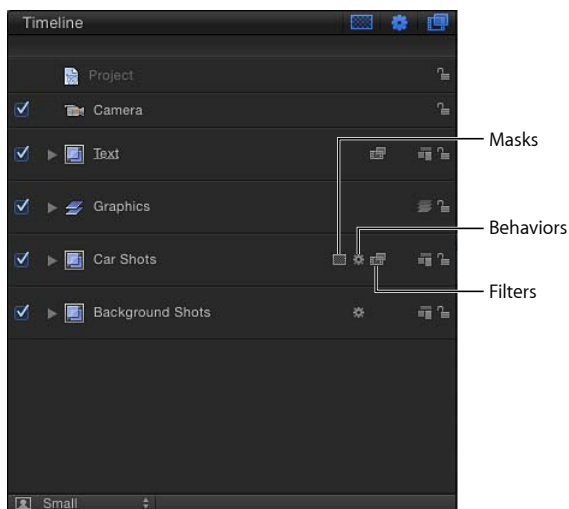 Timeline
Project
Camera
Text
Masks
Graphics
Behaviors
Car Shots
Filters
Background Shots
Small